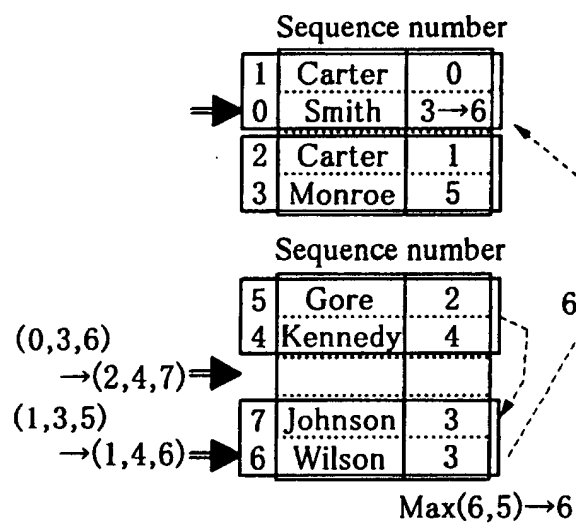 Sequence number
1 Carter 0
0 Smith 3→6
2 Carter 1
3 Monroe 5
Sequence number
5 Gore 2
6
4 Kennedy 4
(0,3,6)
→(2,4,7)
7 Johnson 3
(1,3,5)
→(1,4,6)
6 Wilson 3
Max(6,5)→6